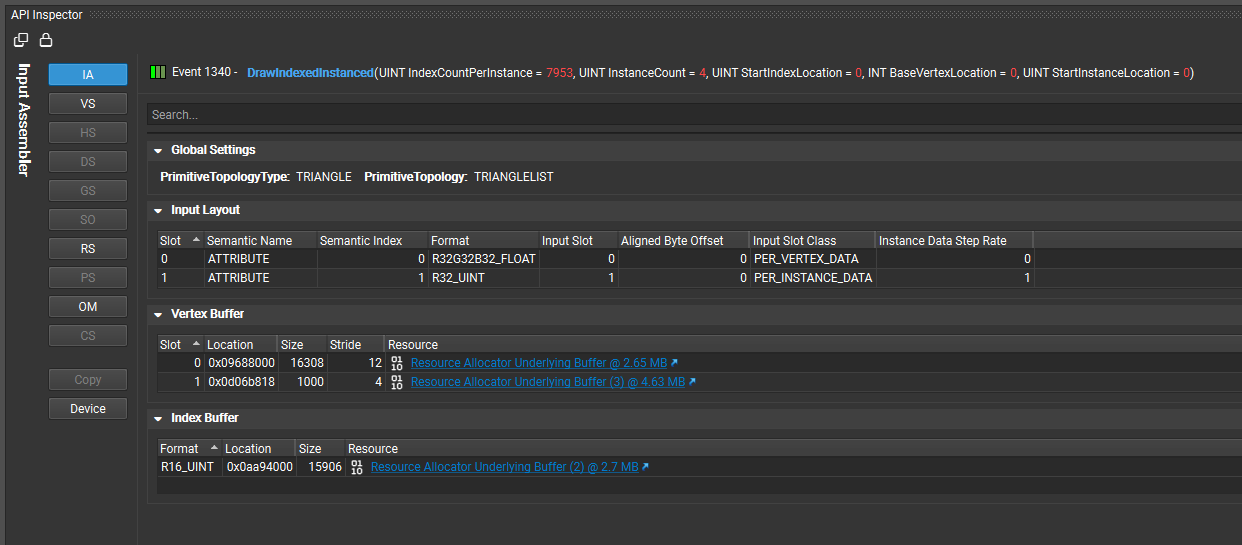 API Inspector
Input Assembler
IA
VS
HS
DS
GS
SO
RS
PS
OM
CS
Copy
Device
Event 1340 - DrawIndexedInstanced(UINT IndexCountPerInstance = 7953, UINT InstanceCount = 4, UINT StartIndexLocation = 0, INT BaseVertexLocation = 0, UINT StartInstanceLocation = 0)
Search...
Global Settings
PrimitiveTopologyType: TRIANGLE PrimitiveTopology: TRIANGLELIST
Input Layout
Slot Semantic Name Semantic Index Format Input Slot Aligned Byte Offset Input Slot Class Instance Data Step Rate
0 ATTRIBUTE 0 R32G32B32_FLOAT 0 0 PER_VERTEX_DATA 0
1 ATTRIBUTE 1 R32_UINT 1 0 PER_INSTANCE_DATA 1
Vertex Buffer
Slot Location Size Stride Resource
0 0x09688000 16308 12 01 10 Resource Allocator Underlying Buffer @ 2.65 MB
1 0x0d06b818 1000 4 01 10 Resource Allocator Underlying Buffer (3) @ 4.63 MB
Index Buffer
Format Location Size Resource
R16_UINT 0x0aa94000 15906 01 10 Resource Allocator Underlying Buffer (2) @ 2.7 MB